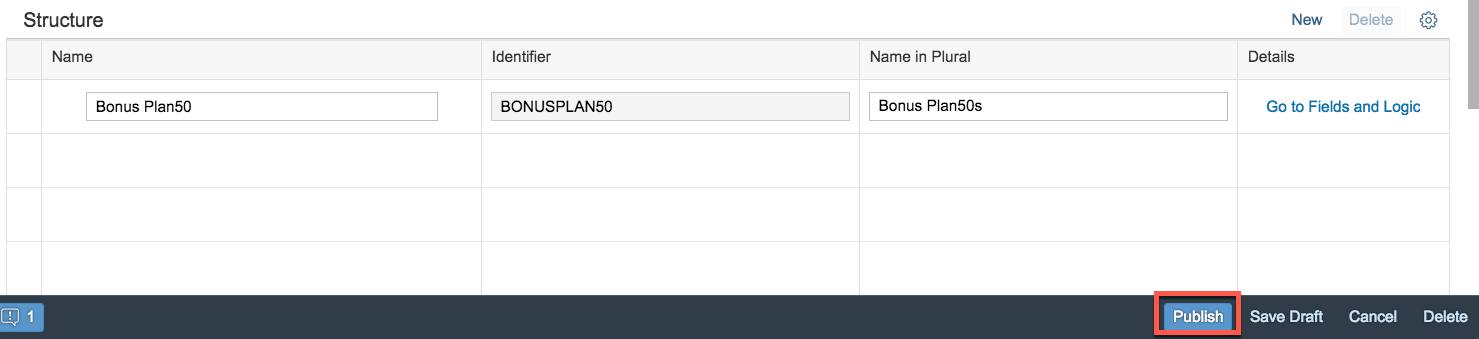 Structure New Delete
Name Identifier Name in Plural Details
Bonus Plan50 BONUSPLAN50 Bonus Plan50s Go to Fields and Logic
! 1 Publish Save Draft Cancel Delete